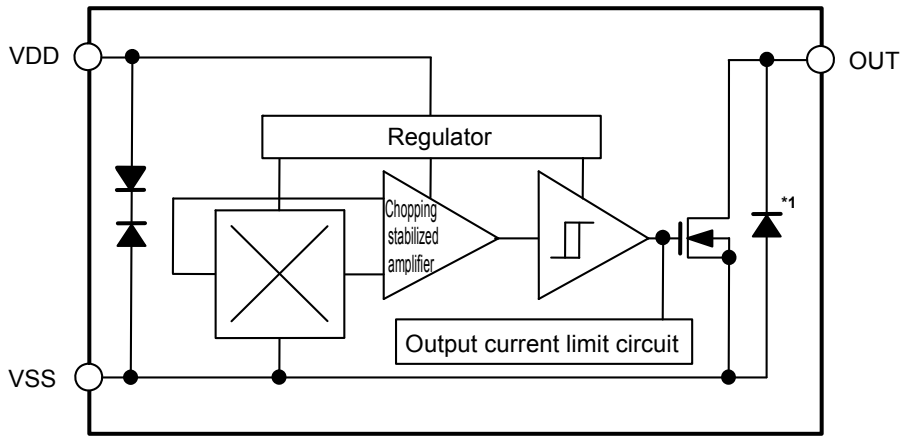 VDD
OUT
Regulator
Chopping
stabilized
amplifier
*1
Output current limit circuit
VSS